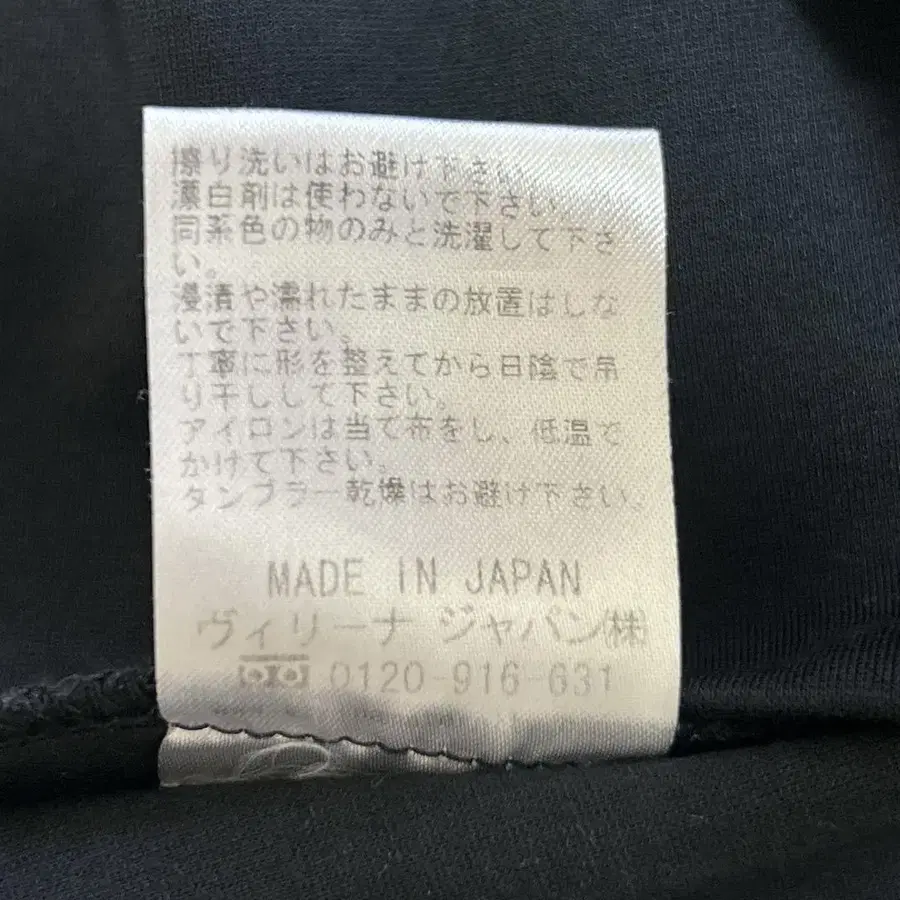 擦り洗いはお避け下さい。
漂白剤は使わないで下さい。
同系色の物のみと洗濯して下さ
い。
浸漬や濡れたままの放置はしな
いで下さい。
丁寧に形を整えてから日陰で吊
り干しして下さい。
アイロンは当て布をし、低温で
かけて下さい。
タンブラー乾燥はお避け下さい。
MADE IN JAPAN
ヴィリーナ ジャパン(株)
0120-916-631